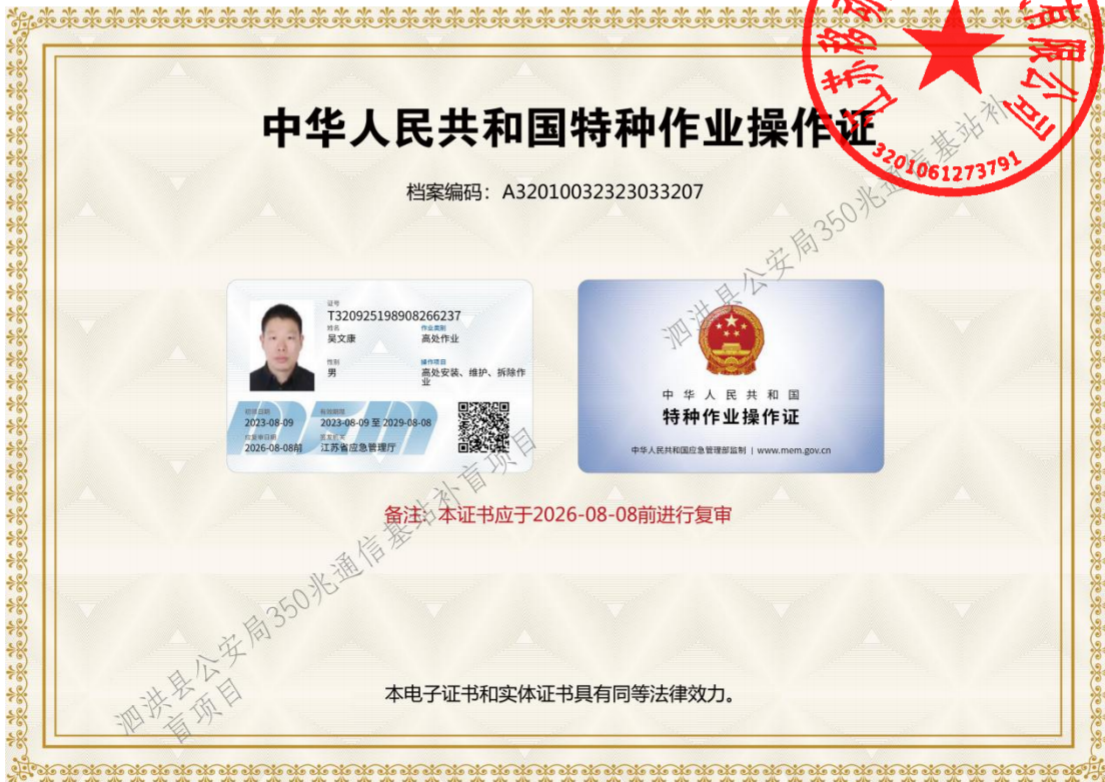 中华人民共和国特种作业操作证
档案编码：A32010032323033207
江苏移动
有限公司
3201061273791
证号
T320925198908266237
姓名
吴文康
作业类别
高处作业
性别
男
操作项目
高处安装、维护、拆除作
业
初领日期
2023-08-09
有效期限
2023-08-09 至 2029-08-08
应复审日期
2026-08-08前
签发机关
江苏省应急管理厅
中华人民共和国
特种作业操作证
中华人民共和国应急管理部监制 | www.mem.gov.cn
备注：本证书应于2026-08-08前进行复审
本电子证书和实体证书具有同等法律效力。
泗洪县公安局350兆通信基站补盲项目
泗洪县公安局350兆通信基站补
盲项目